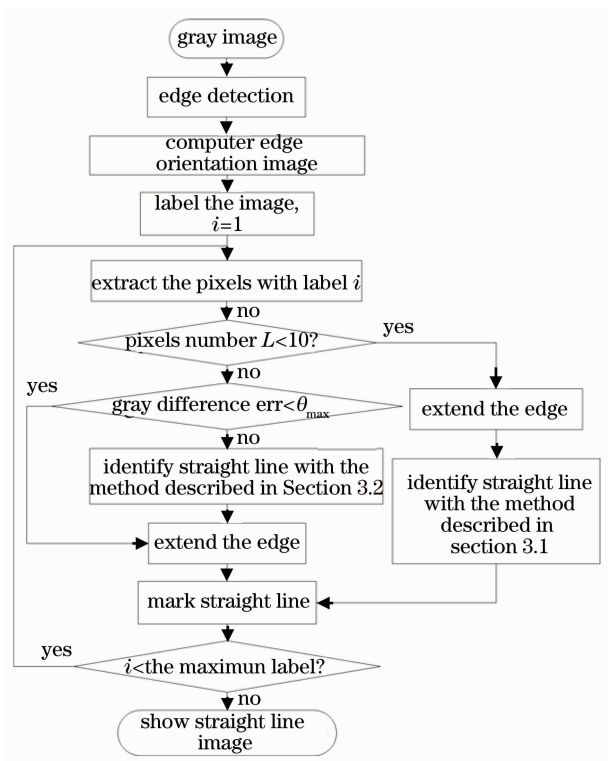 gray image
edge detection
computer edge
orientation image
label the image,
i=1
extract the pixels with label i
no
pixels number L<10?
yes
no
yes
gray difference err<θmax
extend the edge
no
identify straight line with the
method described in Section 3.2
identify straight line
with the method
described in
section 3.1
extend the edge
mark straight line
yes
i<the maximun label?
no
show straight line
image